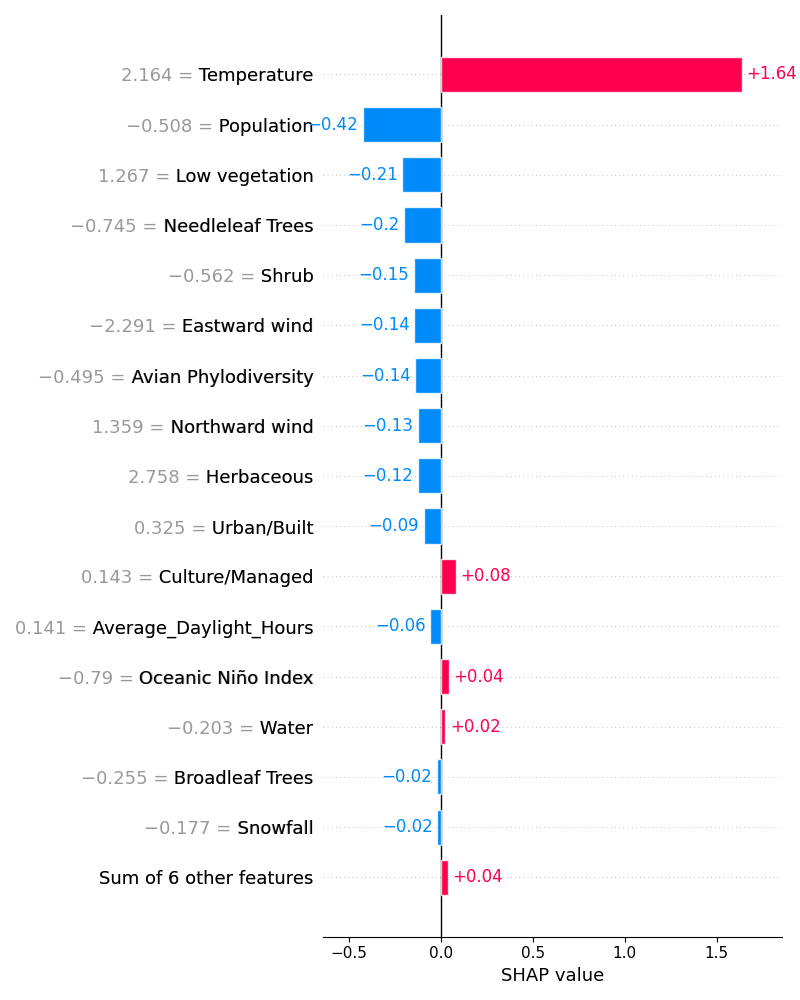 2.164 = Temperature +1.64
−0.508 = Population −0.42
1.267 = Low vegetation −0.21
−0.745 = Needleleaf Trees −0.2
−0.562 = Shrub −0.15
−2.291 = Eastward wind −0.14
−0.495 = Avian Phylodiversity −0.14
1.359 = Northward wind −0.13
2.758 = Herbaceous −0.12
0.325 = Urban/Built −0.09
0.143 = Culture/Managed +0.08
0.141 = Average_Daylight_Hours −0.06
−0.79 = Oceanic Niño Index +0.04
−0.203 = Water +0.02
−0.255 = Broadleaf Trees −0.02
−0.177 = Snowfall −0.02
Sum of 6 other features +0.04
−0.5 0.0 0.5 1.0 1.5
SHAP value